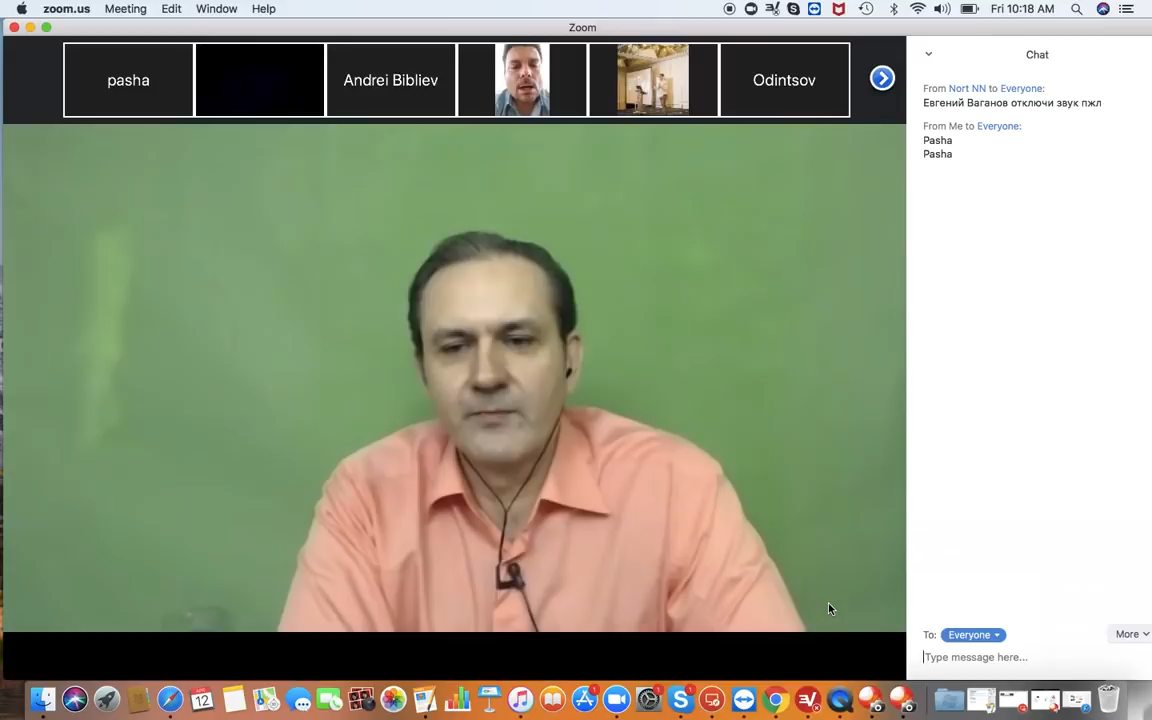 zoom.us Meeting Edit Window Help Fri 10:18 AM
Zoom
pasha
Andrei Bibliev
Odintsov
Chat
From Nort NN to Everyone:
Евгений Ваганов отключи звук пжл
From Me to Everyone:
Pasha
Pasha
To: Everyone
More
Type message here...
APR
12